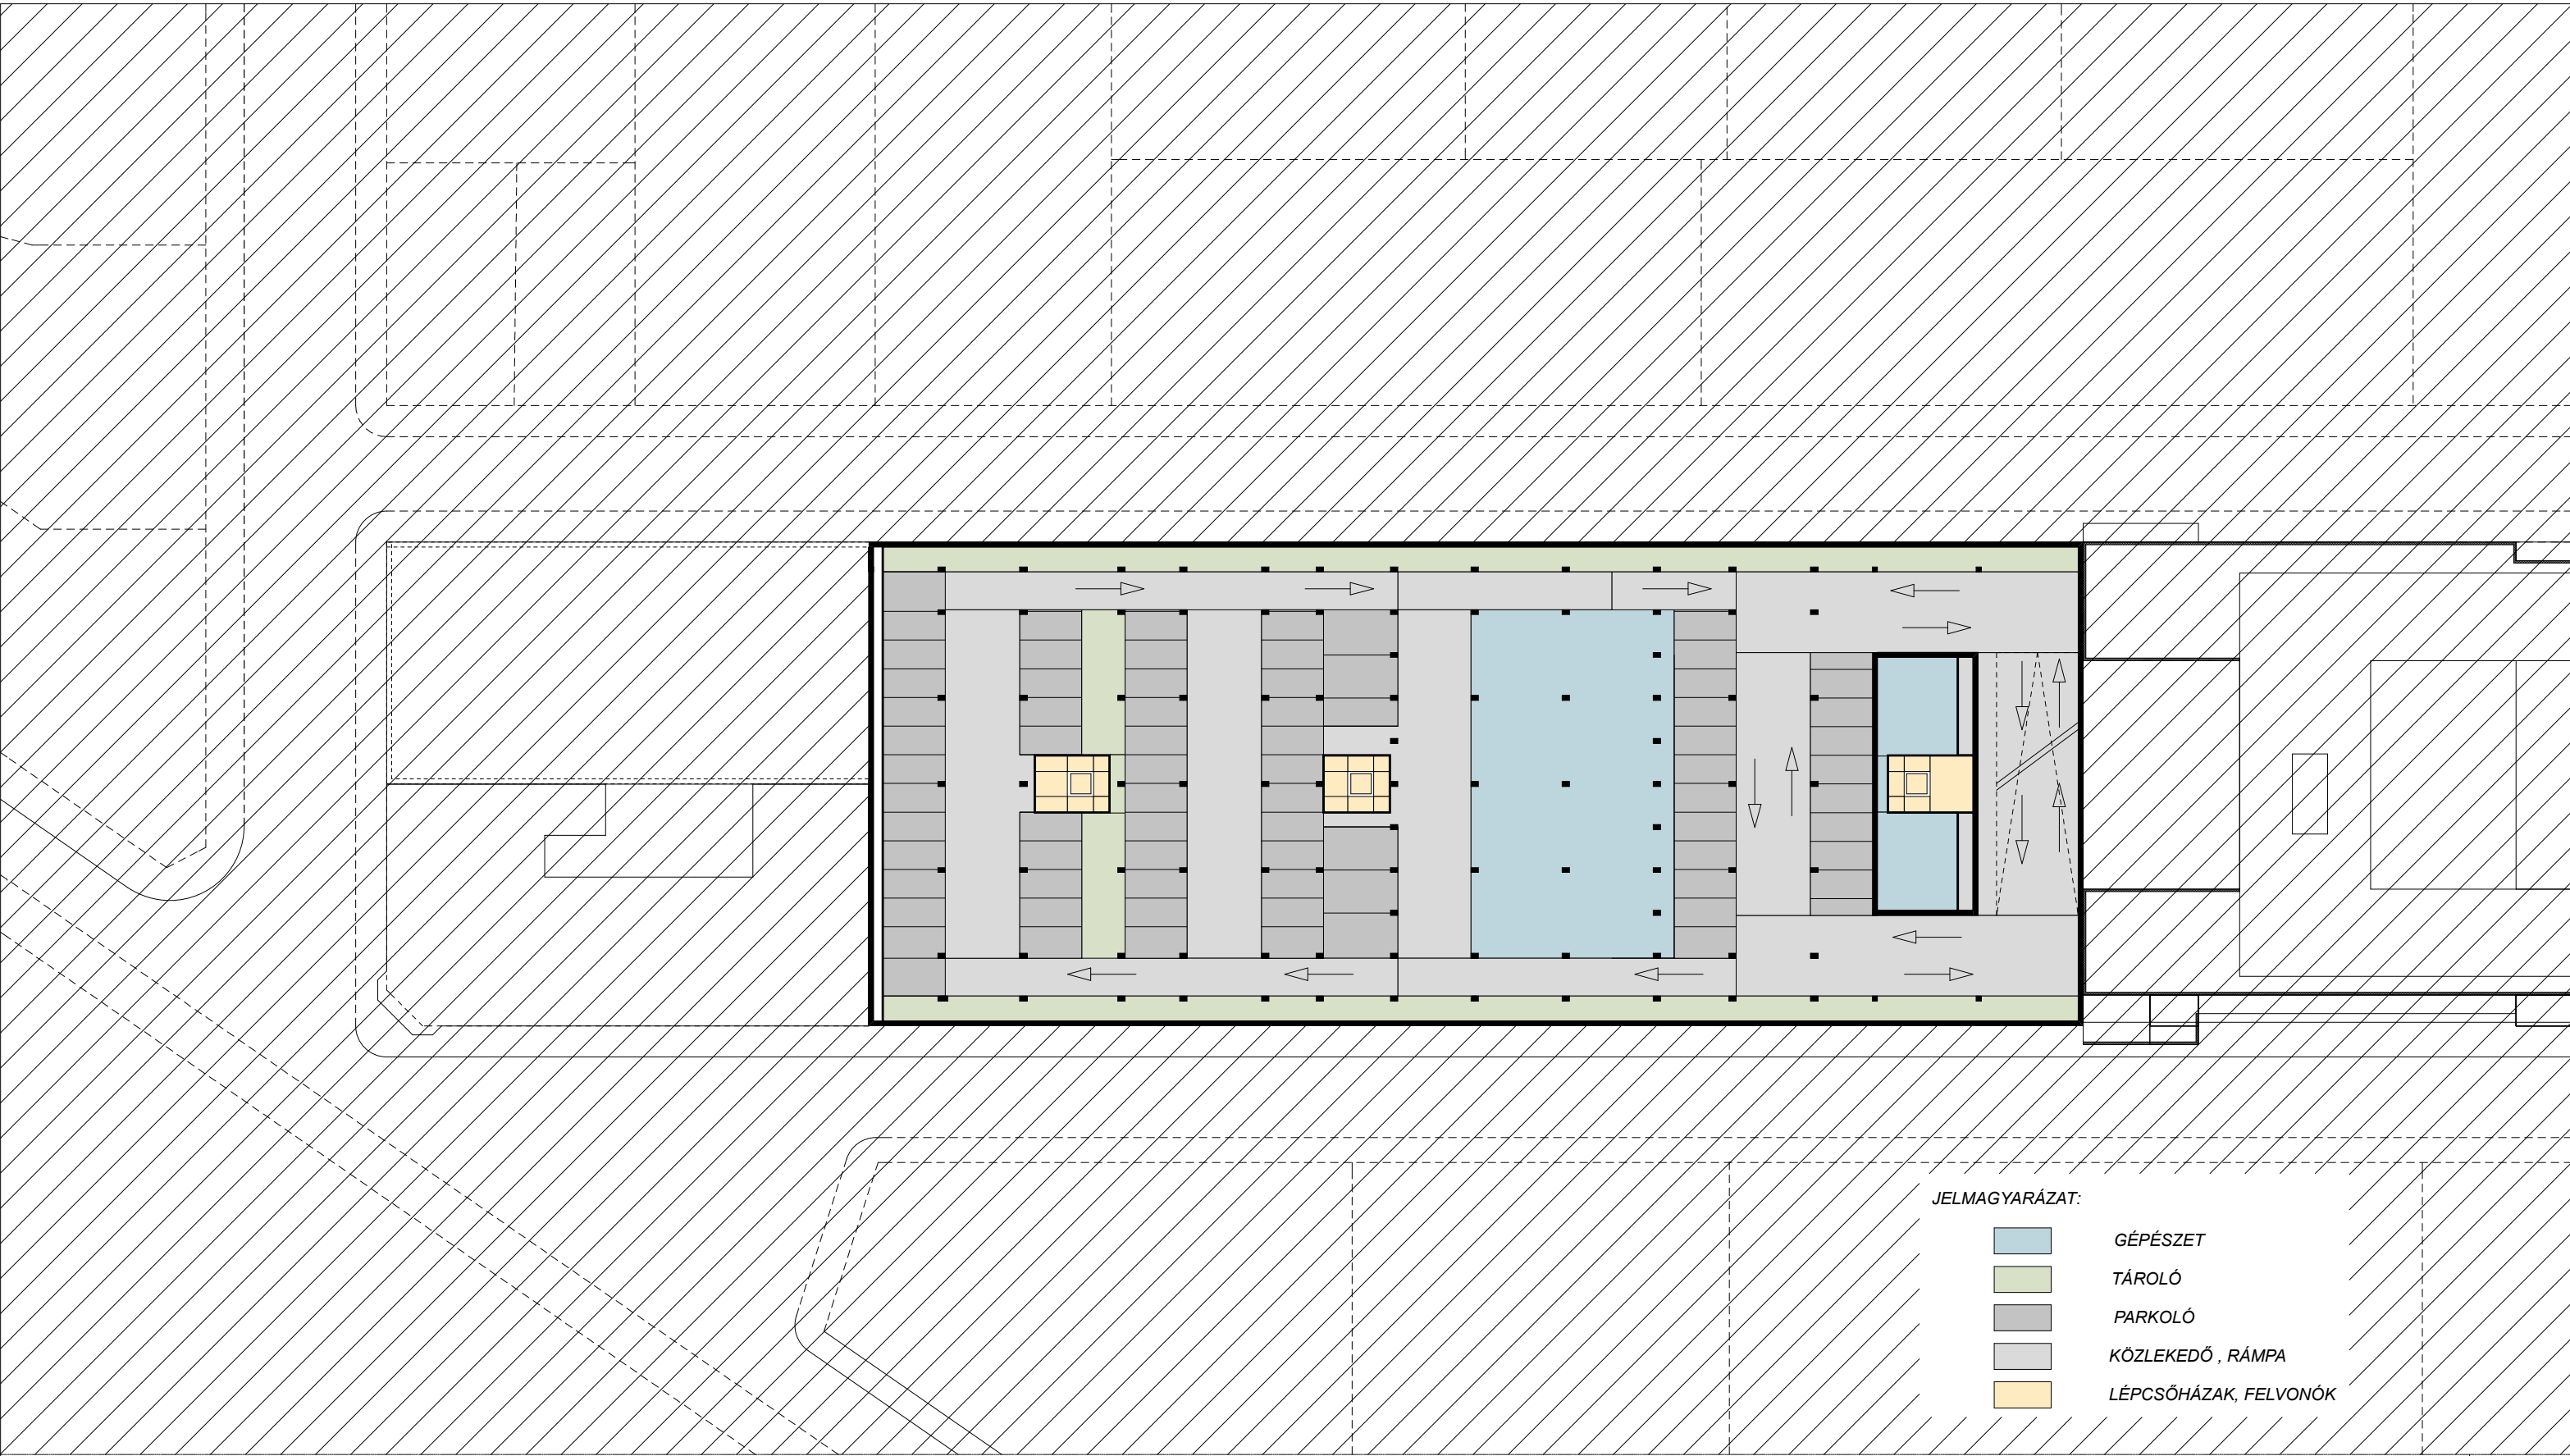 JELMAGYARÁZAT:
GÉPÉSZET
TÁROLÓ
PARKOLÓ
KÖZLEKEDŐ , RÁMPA
LÉPCSŐHÁZAK, FELVONÓK